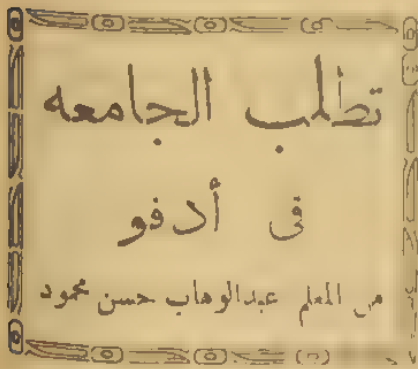 تطلب الجامعه
فى أدفو
من المعلم عبدالوهاب حسن محمود